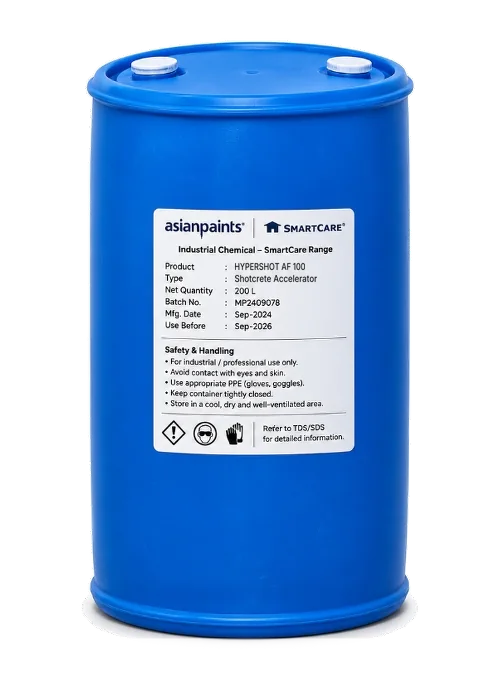 asianpaints® | SMARTCARE®
Industrial Chemical – SmartCare Range
Product : HYPERSHOT AF 100
Type : Shotcrete Accelerator
Net Quantity : 200 L
Batch No. : MP2409078
Mfg. Date : Sep-2024
Use Before : Sep-2026
Safety & Handling
• For industrial / professional use only.
• Avoid contact with eyes and skin.
• Use appropriate PPE (gloves, goggles).
• Keep container tightly closed.
• Store in a cool, dry and well-ventilated area.
Refer to TDS/SDS
for detailed information.